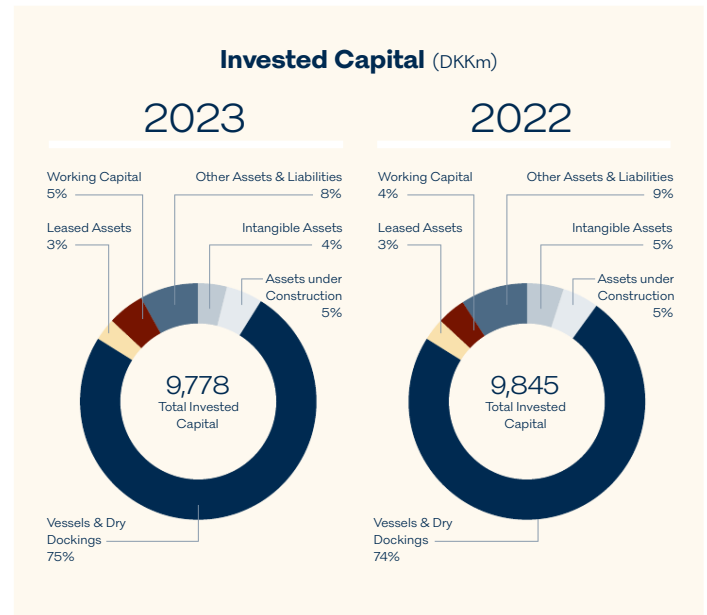 Invested Capital (DKKm)
2023
Working Capital
5%
Other Assets & Liabilities
8%
Leased Assets
3%
Intangible Assets
4%
Assets under
Construction
5%
9,778
Total Invested
Capital
Vessels & Dry
Dockings
75%
2022
Working Capital
4%
Other Assets & Liabilities
9%
Leased Assets
3%
Intangible Assets
5%
Assets under
Construction
5%
9,845
Total Invested
Capital
Vessels & Dry
Dockings
74%